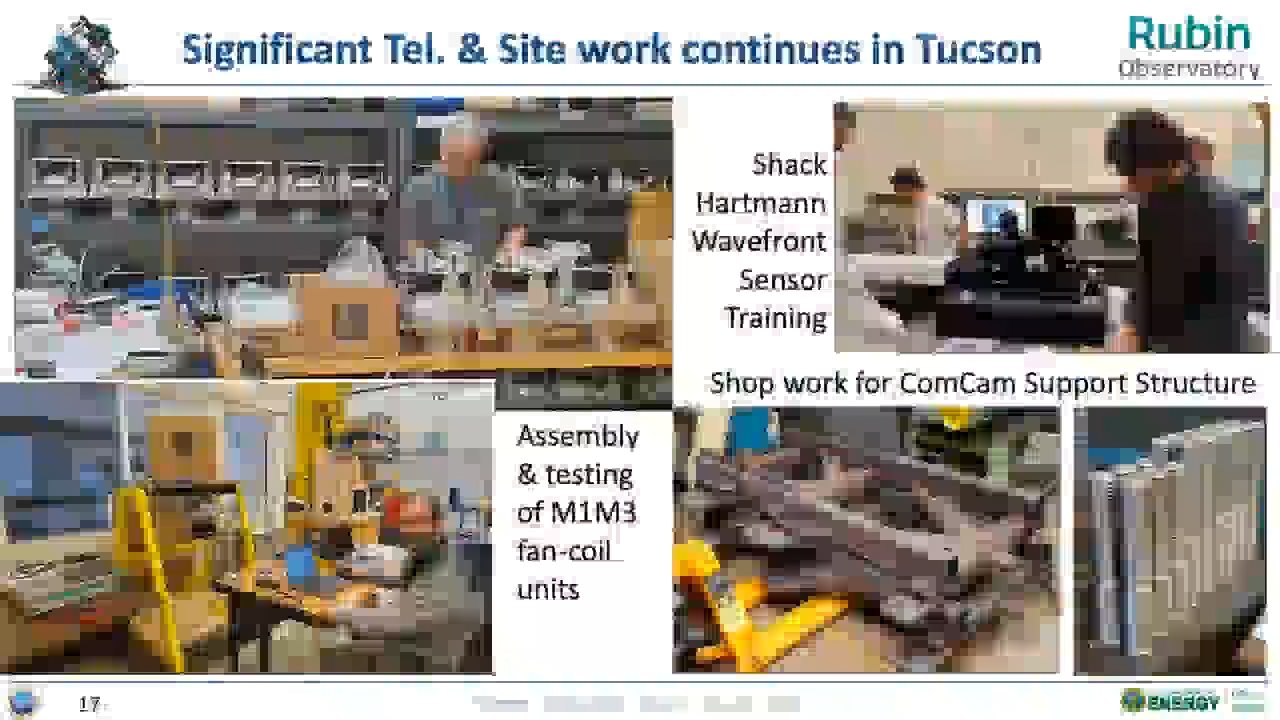 Significant Tel. & Site work continues in Tucson
Rubin
Observatory
Shack
Hartmann
Wavefront
Sensor
Training
Shop work for ComCam Support Structure
Assembly
& testing
of M1M3
fan-coil
units
17
ENERGY